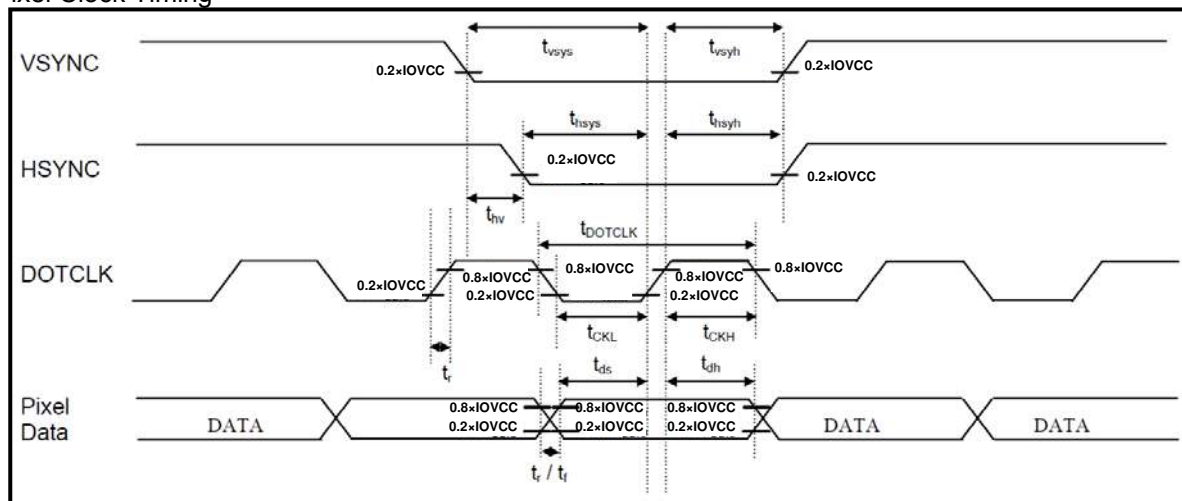 ixel Clock Timing
VSYNC
t_vsys
t_vsyh
0.2×IOVCC
0.2×IOVCC
HSYNC
t_hsys
t_hsyh
0.2×IOVCC
0.2×IOVCC
t_hv
DOTCLK
t_DOTCLK
0.2×IOVCC
0.8×IOVCC
0.8×IOVCC
0.8×IOVCC
0.8×IOVCC
0.2×IOVCC
0.2×IOVCC
t_CKL
t_CKH
t_r
t_ds
t_dh
Pixel
Data
DATA
0.8×IOVCC
0.8×IOVCC
0.8×IOVCC
0.2×IOVCC
0.2×IOVCC
0.2×IOVCC
DATA
DATA
t_r / t_f